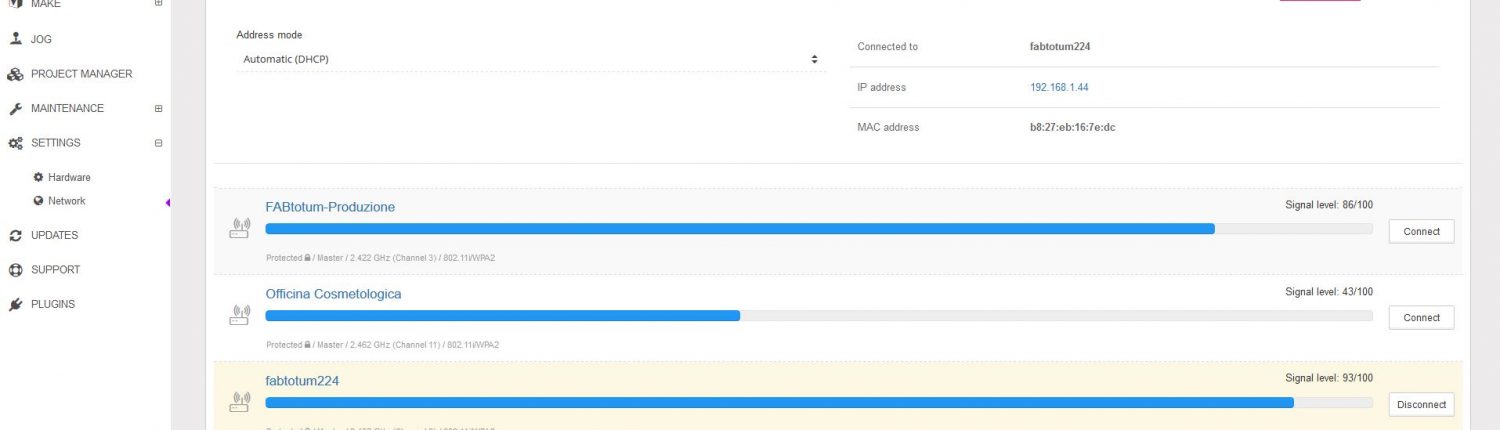 MAKE
JOG
PROJECT MANAGER
MAINTENANCE
SETTINGS
Hardware
Network
UPDATES
SUPPORT
PLUGINS
Address mode
Automatic (DHCP)
Connected to fabtotum224
IP address 192.168.1.44
MAC address b8:27:eb:16:7e:dc
FABtotum-Produzione Signal level: 86/100
Connect
Protected / Master / 2.422 GHz (Channel 3) / 802.11i/WPA2
Officina Cosmetologica Signal level: 43/100
Connect
Protected / Master / 2.462 GHz (Channel 11) / 802.11i/WPA2
fabtotum224 Signal level: 93/100
Disconnect